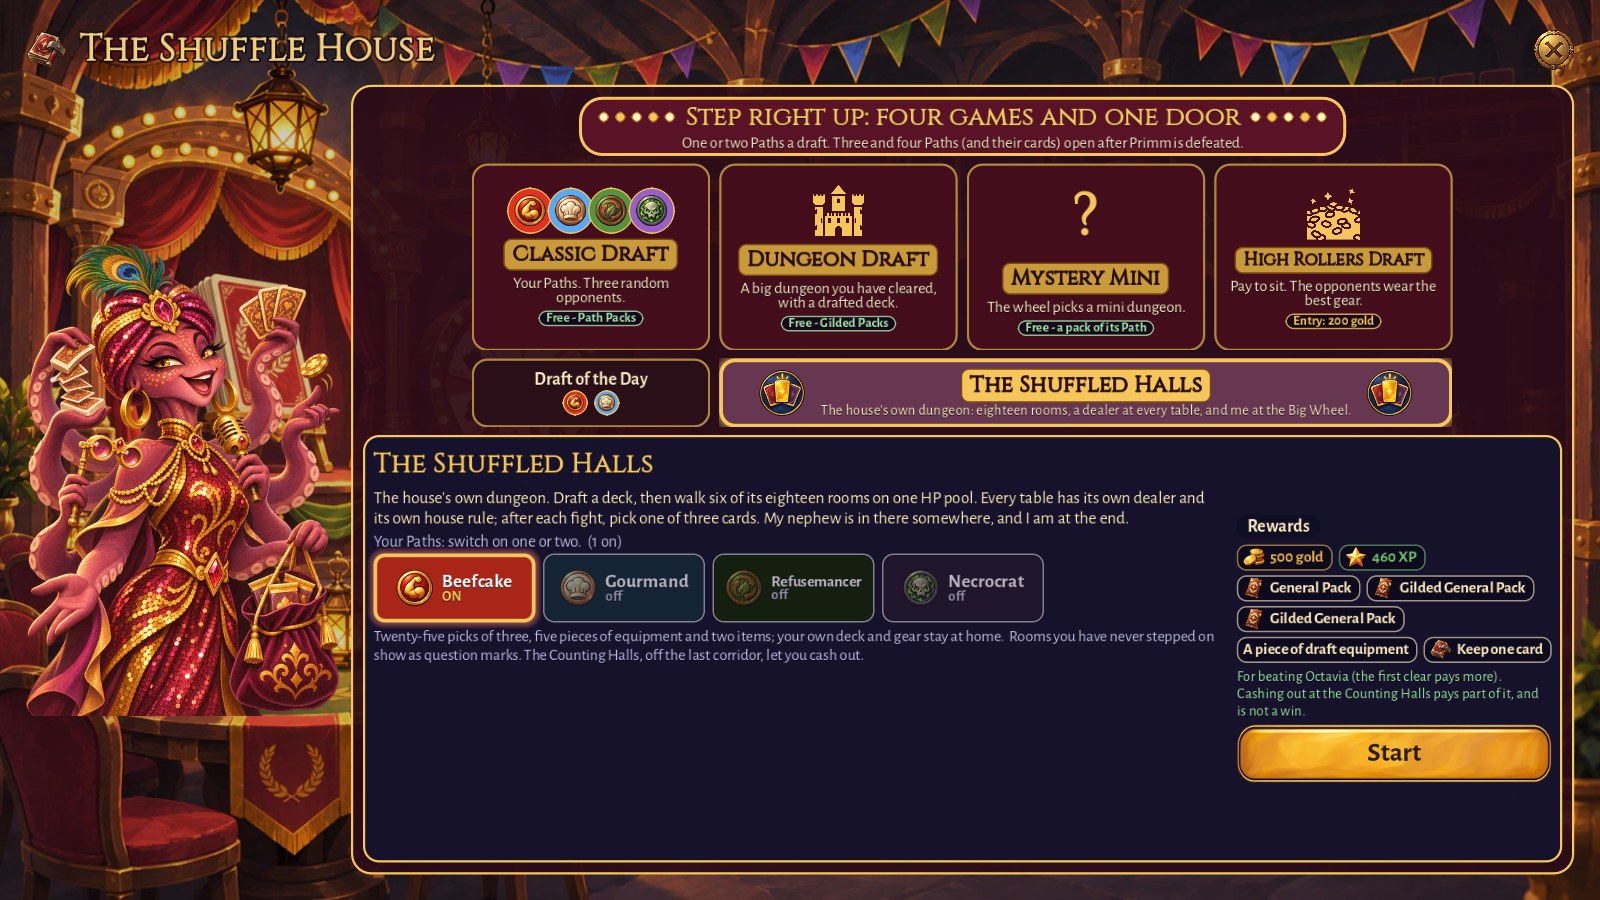 The Shuffle House
Step right up: four games and one door
One or two Paths a draft. Three and four Paths (and their cards) open after Primm is defeated.
Classic Draft
Your Paths. Three random
opponents.
Free - Path Packs
Dungeon Draft
A big dungeon you have cleared,
with a drafted deck.
Free - Gilded Packs
?
Mystery Mini
The wheel picks a mini dungeon.
Free - a pack of its Path
High Rollers Draft
Pay to sit. The opponents wear the
best gear.
Entry: 200 gold
Draft of the Day
The Shuffled Halls
The house's own dungeon: eighteen rooms, a dealer at every table, and me at the Big Wheel.
The Shuffled Halls
The house's own dungeon. Draft a deck, then walk six of its eighteen rooms on one HP pool. Every table has its own dealer and
its own house rule; after each fight, pick one of three cards. My nephew is in there somewhere, and I am at the end.
Your Paths: switch on one or two. (1 on)
Beefcake
ON
Gourmand
off
Refusemancer
off
Necrocrat
off
Twenty-five picks of three, five pieces of equipment and two items; your own deck and gear stay at home. Rooms you have never stepped on
show as question marks. The Counting Halls, off the last corridor, let you cash out.
Rewards
500 gold
460 XP
General Pack
Gilded General Pack
Gilded General Pack
A piece of draft equipment
Keep one card
For beating Octavia (the first clear pays more).
Cashing out at the Counting Halls pays part of it, and
is not a win.
Start